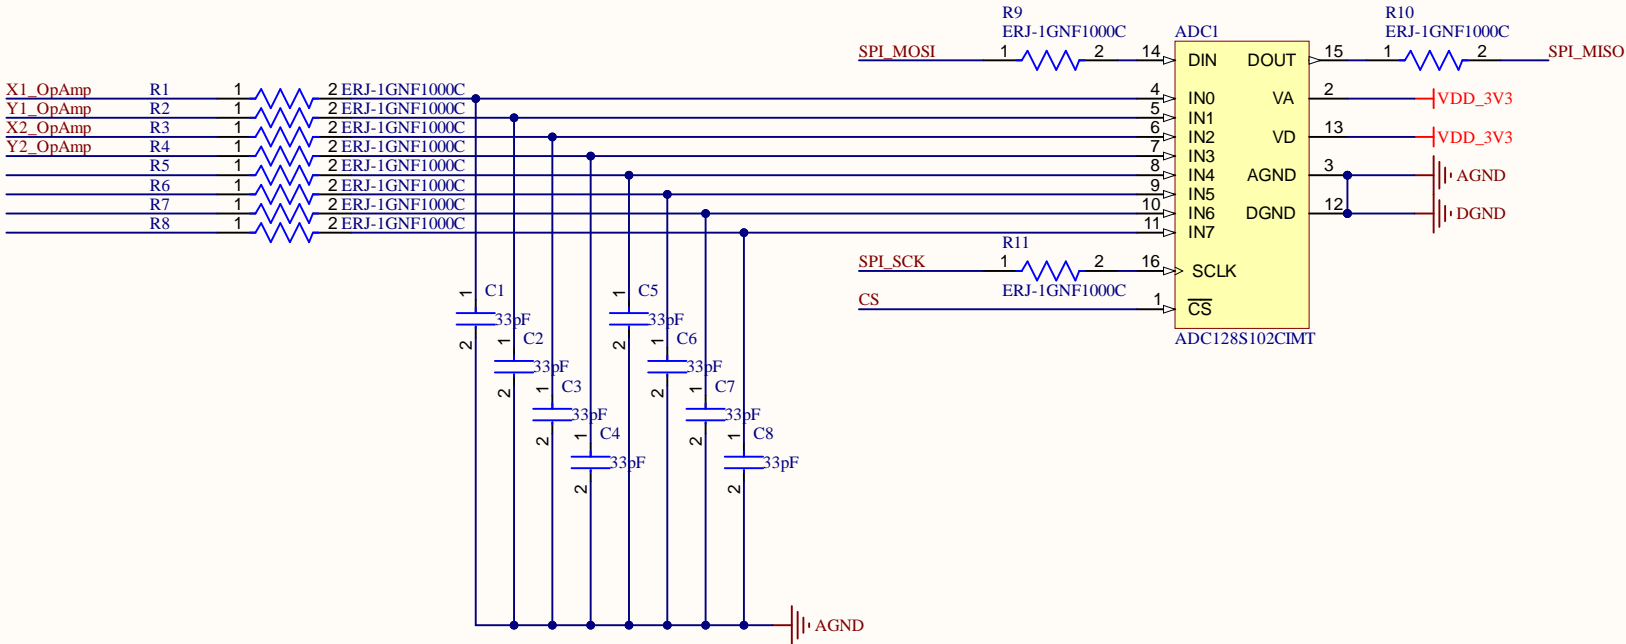 R9
ERJ-1GNF1000C
SPI_MOSI 1 2 14
ADC1
DIN DOUT
R10
ERJ-1GNF1000C
15 1 2 SPI_MISO
X1_OpAmp R1 1 2 ERJ-1GNF1000C 4 IN0 VA 2 VDD_3V3
Y1_OpAmp R2 1 2 ERJ-1GNF1000C 5 IN1
X2_OpAmp R3 1 2 ERJ-1GNF1000C 6 IN2 VD 13 VDD_3V3
Y2_OpAmp R4 1 2 ERJ-1GNF1000C 7 IN3
R5 1 2 ERJ-1GNF1000C 8 IN4 AGND 3 AGND
R6 1 2 ERJ-1GNF1000C 9 IN5
R7 1 2 ERJ-1GNF1000C 10 IN6 DGND 12 DGND
R8 1 2 ERJ-1GNF1000C 11 IN7
R11
SPI_SCK 1 2 16 SCLK
ERJ-1GNF1000C
CS 1 CS
ADC128S102CIMT
1 C1
33pF
2
1 C2
33pF
2
1 C3
33pF
2
1 C4
33pF
2
1 C5
33pF
2
1 C6
33pF
2
1 C7
33pF
2
1 C8
33pF
2
AGND